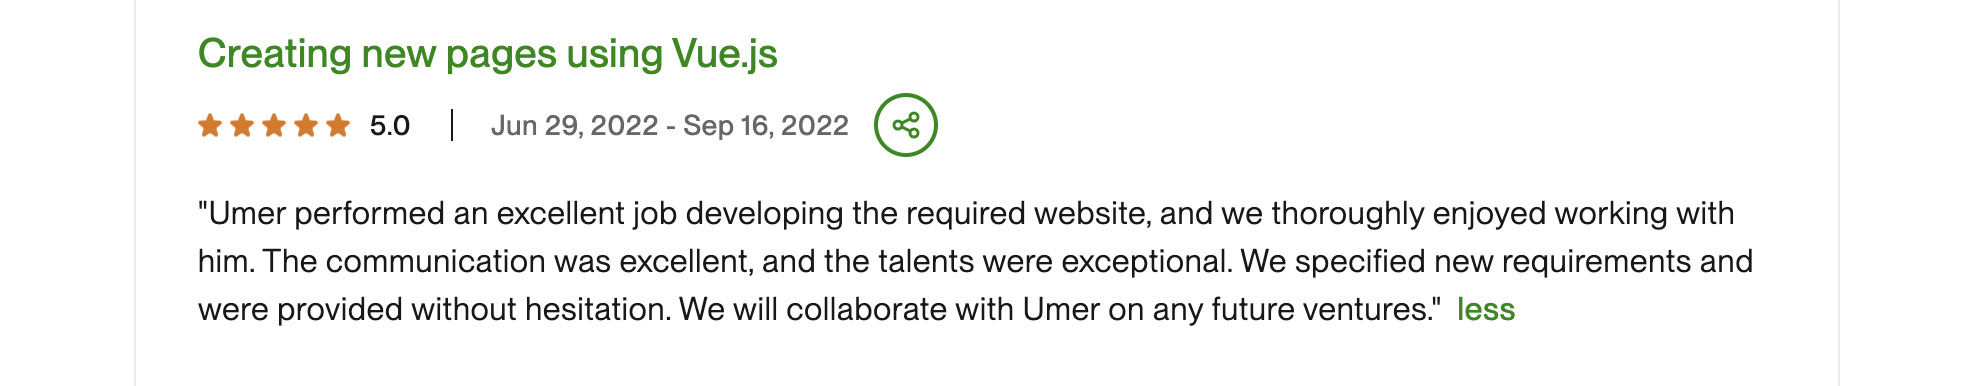 Creating new pages using Vue.js
5.0 | Jun 29, 2022 - Sep 16, 2022
"Umer performed an excellent job developing the required website, and we thoroughly enjoyed working with
him. The communication was excellent, and the talents were exceptional. We specified new requirements and
were provided without hesitation. We will collaborate with Umer on any future ventures." less